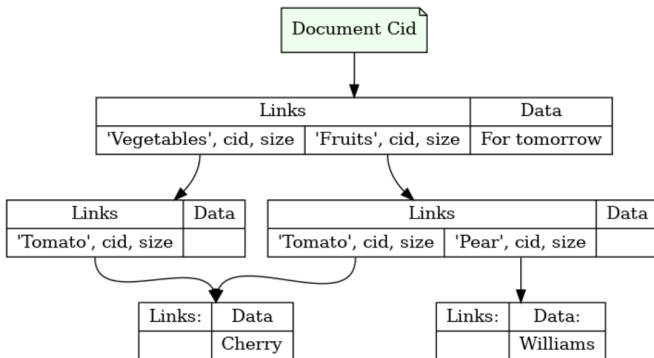 Document Cid
Links Data
'Vegetables', cid, size 'Fruits', cid, size For tomorrow
Links Data Links Data
'Tomato', cid, size 'Tomato', cid, size 'Pear', cid, size
Links: Data Links: Data:
Cherry Williams